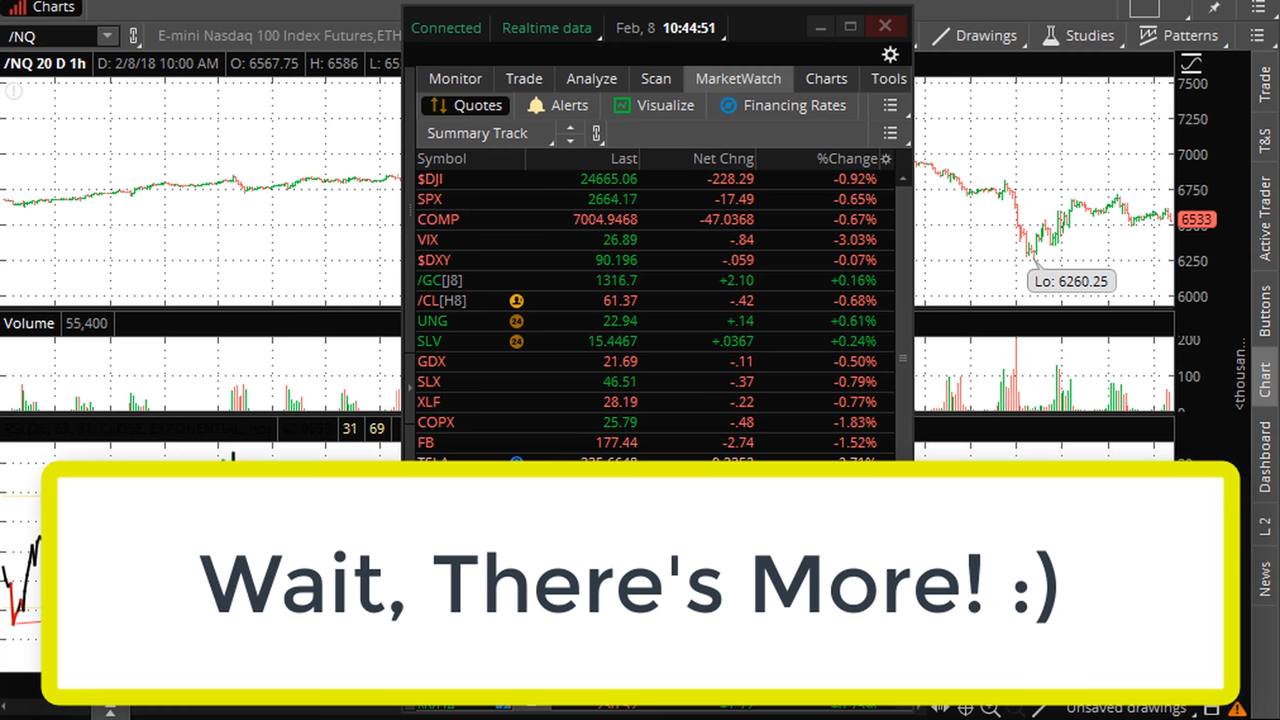 Charts
Connected Realtime data Feb, 8 10:44:51
/NQ E-mini Nasdaq 100 Index Futures,ETH
Drawings Studies Patterns
/NQ 20 D 1h D: 2/8/18 10:00 AM O: 6567.75 H: 6586
Monitor Trade Analyze Scan MarketWatch Charts Tools
Quotes Alerts Visualize Financing Rates
Summary Track
Symbol Last Net Chng %Change
$DJI 24665.06 -228.29 -0.92%
SPX 2664.17 -17.49 -0.65%
COMP 7004.9468 -47.0368 -0.67%
VIX 26.89 -.84 -3.03%
$DXY 90.196 -.059 -0.07%
/GC[J8] 1316.7 +2.10 +0.16%
/CL[H8] 61.37 -.42 -0.68%
UNG 24 22.94 +.14 +0.61%
SLV 24 15.4467 +.0367 +0.24%
GDX 21.69 -.11 -0.50%
SLX 46.51 -.37 -0.79%
XLF 28.19 -.22 -0.77%
COPX 25.79 -.48 -1.83%
FB 177.44 -2.74 -1.52%
7500
7250
7000
6750
6533
6250
6000
Lo: 6260.25
Volume 55,400
200
100
<thousan...
31 69
Trade
T&S
Active Trader
Buttons
Chart
Dashboard
L 2
News
Wait, There's More! :)
Unsaved drawings